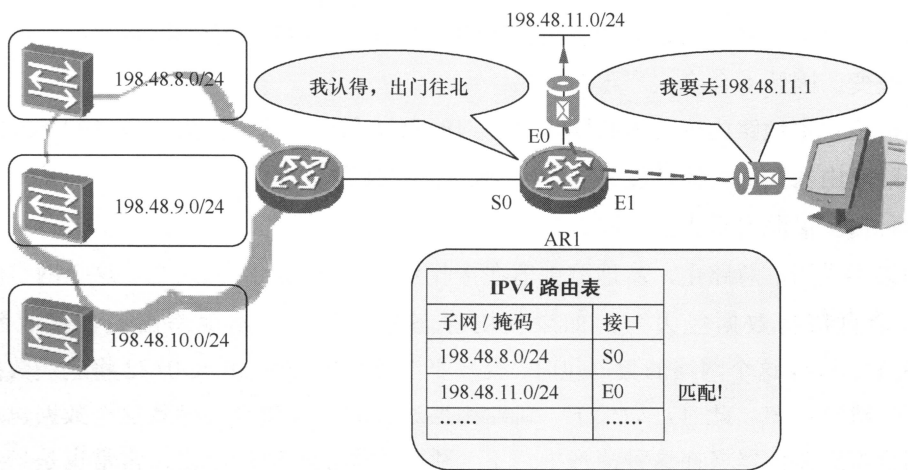 198.48.11.0/24
198.48.8.0/24
我认得，出门往北
我要去198.48.11.1
E0
198.48.9.0/24
S0
E1
AR1
198.48.10.0/24
IPV4 路由表
子网 / 掩码 接口
198.48.8.0/24 S0
198.48.11.0/24 E0 匹配!
…… ……